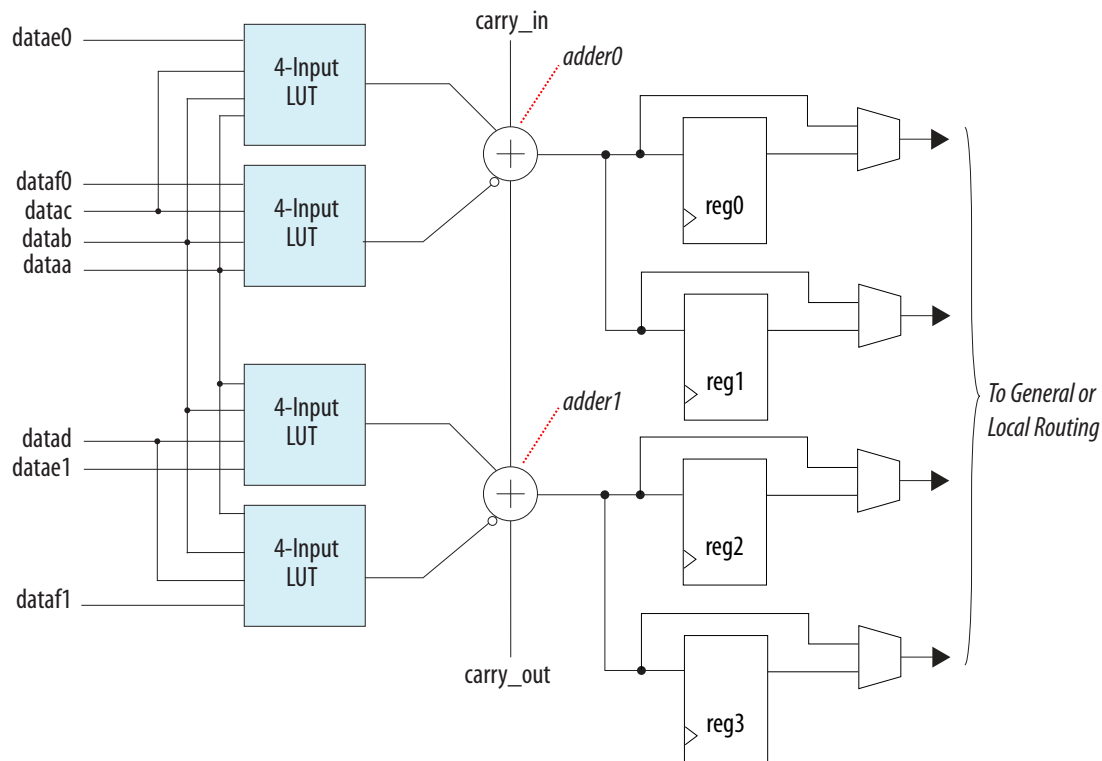 carry_in
datae0
adder0
4-Input
LUT
dataf0
datac
datab
dataa
4-Input
LUT
reg0
reg1
4-Input
LUT
adder1
datad
datae1
To General or
Local Routing
4-Input
LUT
reg2
dataf1
carry_out
reg3